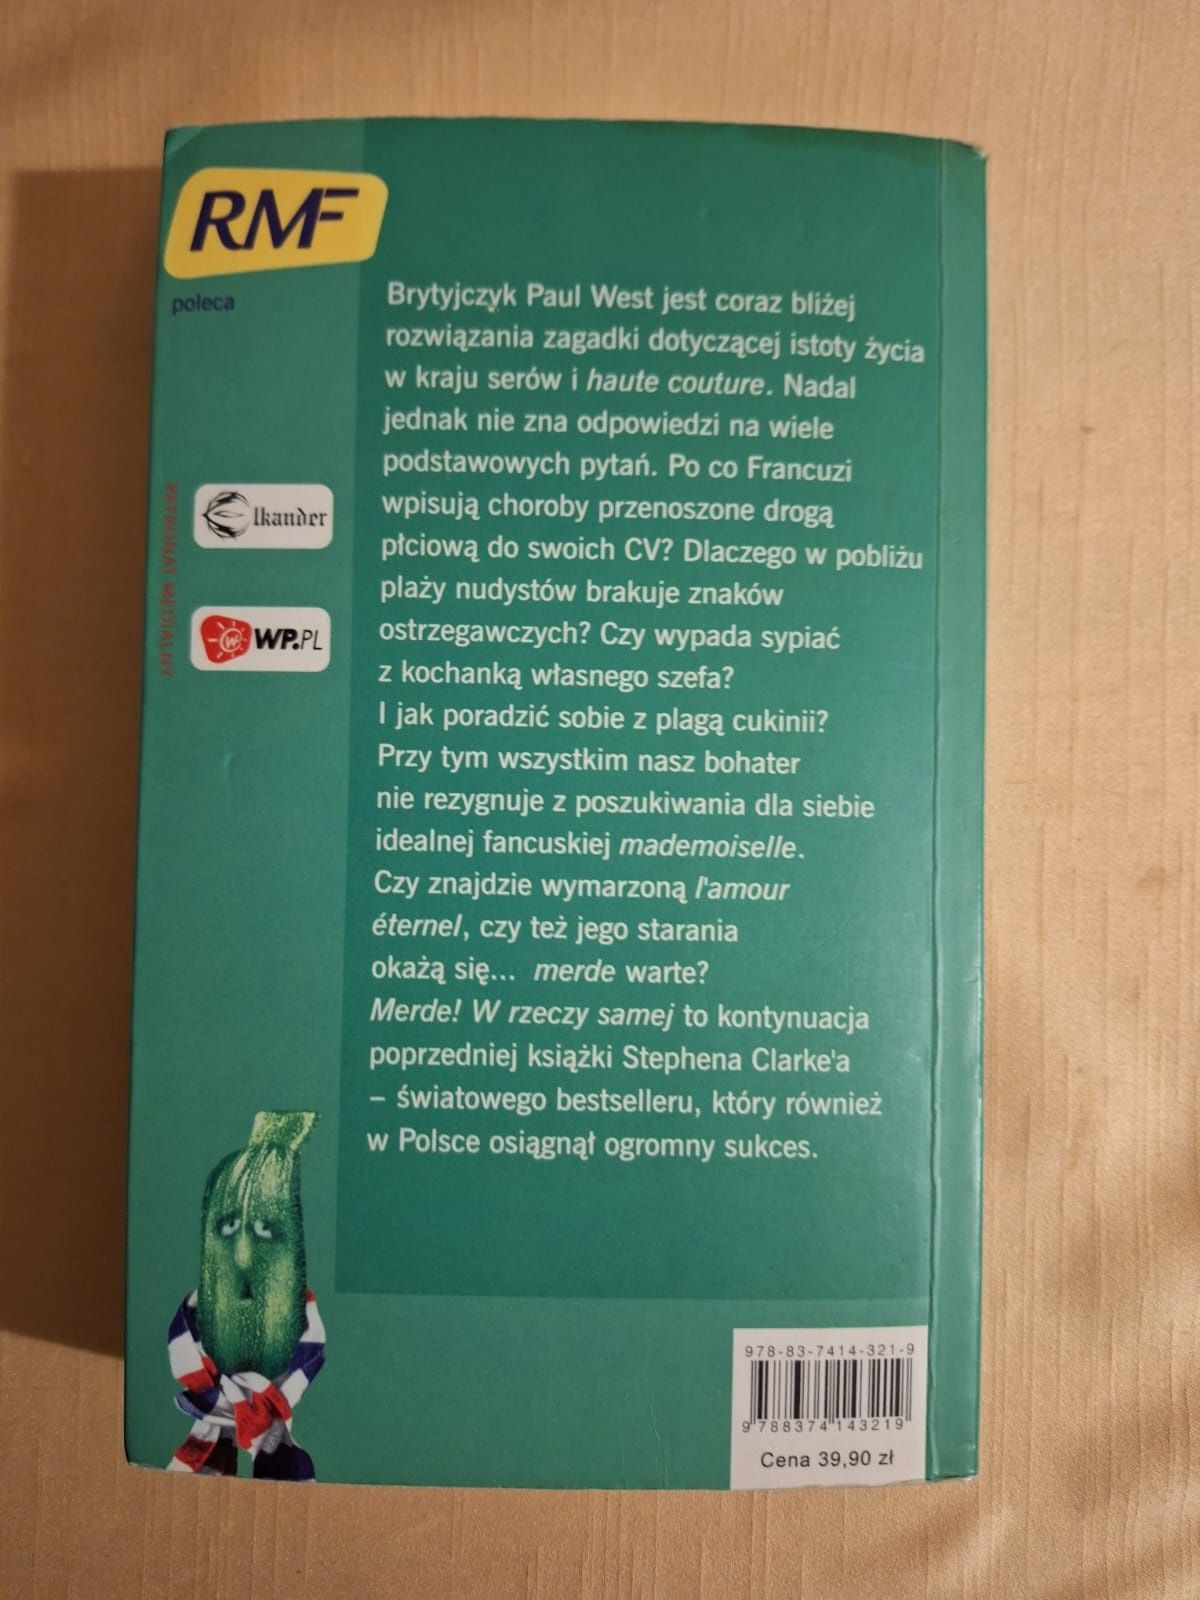 RMF
poleca
Brytyjczyk Paul West jest coraz bliżej
rozwiązania zagadki dotyczącej istoty życia
w kraju serów i haute couture. Nadal
jednak nie zna odpowiedzi na wiele
podstawowych pytań. Po co Francuzi
wpisują choroby przenoszone drogą
płciową do swoich CV? Dlaczego w pobliżu
plaży nudystów brakuje znaków
ostrzegawczych? Czy wypada sypiać
z kochanką własnego szefa?
I jak poradzić sobie z plagą cukinii?
Przy tym wszystkim nasz bohater
nie rezygnuje z poszukiwania dla siebie
idealnej fancuskiej mademoiselle.
Czy znajdzie wymarzoną l'amour
éternel, czy też jego starania
okażą się... merde warte?
Merde! W rzeczy samej to kontynuacja
poprzedniej książki Stephena Clarke'a
– światowego bestselleru, który również
w Polsce osiągnął ogromny sukces.
PATRONAT MEDIALNY
Elkander
WP.PL
978-83-7414-321-9
9 788374 143219
Cena 39,90 zł